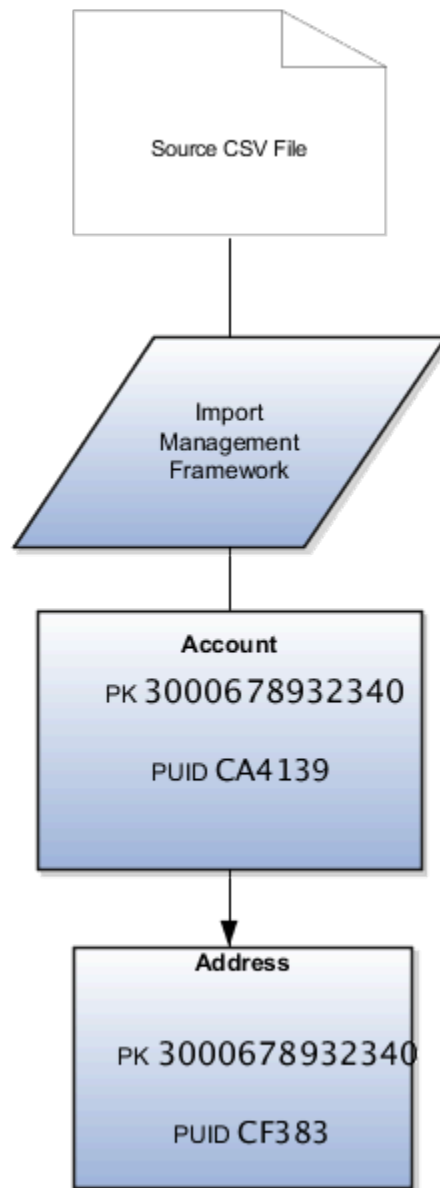 Source CSV File
Import
Management
Framework
Account
PK 3000678932340
PUID CA4139
Address
PK 3000678932340
PUID CF383